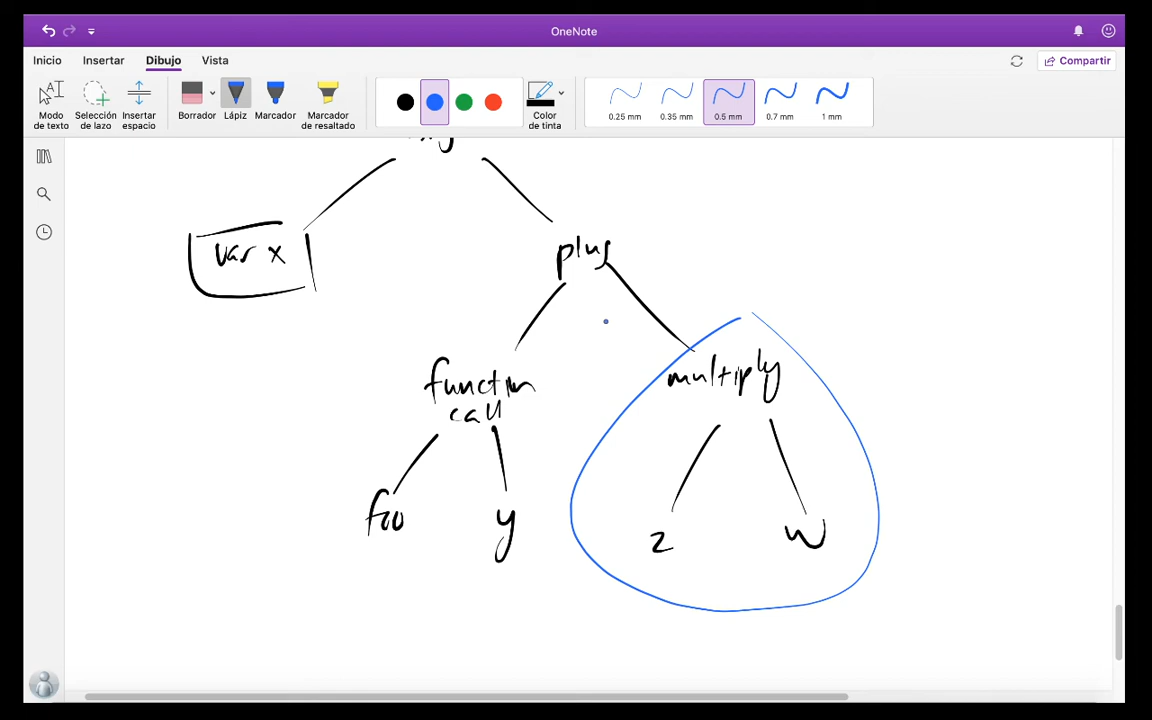 OneNote
Inicio Insertar Dibujo Vista
Compartir
Modo de texto
Selección de lazo
Insertar espacio
Borrador
Lápiz
Marcador
Marcador de resaltado
Color de tinta
0.25 mm
0.35 mm
0.5 mm
0.7 mm
1 mm
var x
plus
function
call
multiply
foo
y
z
w